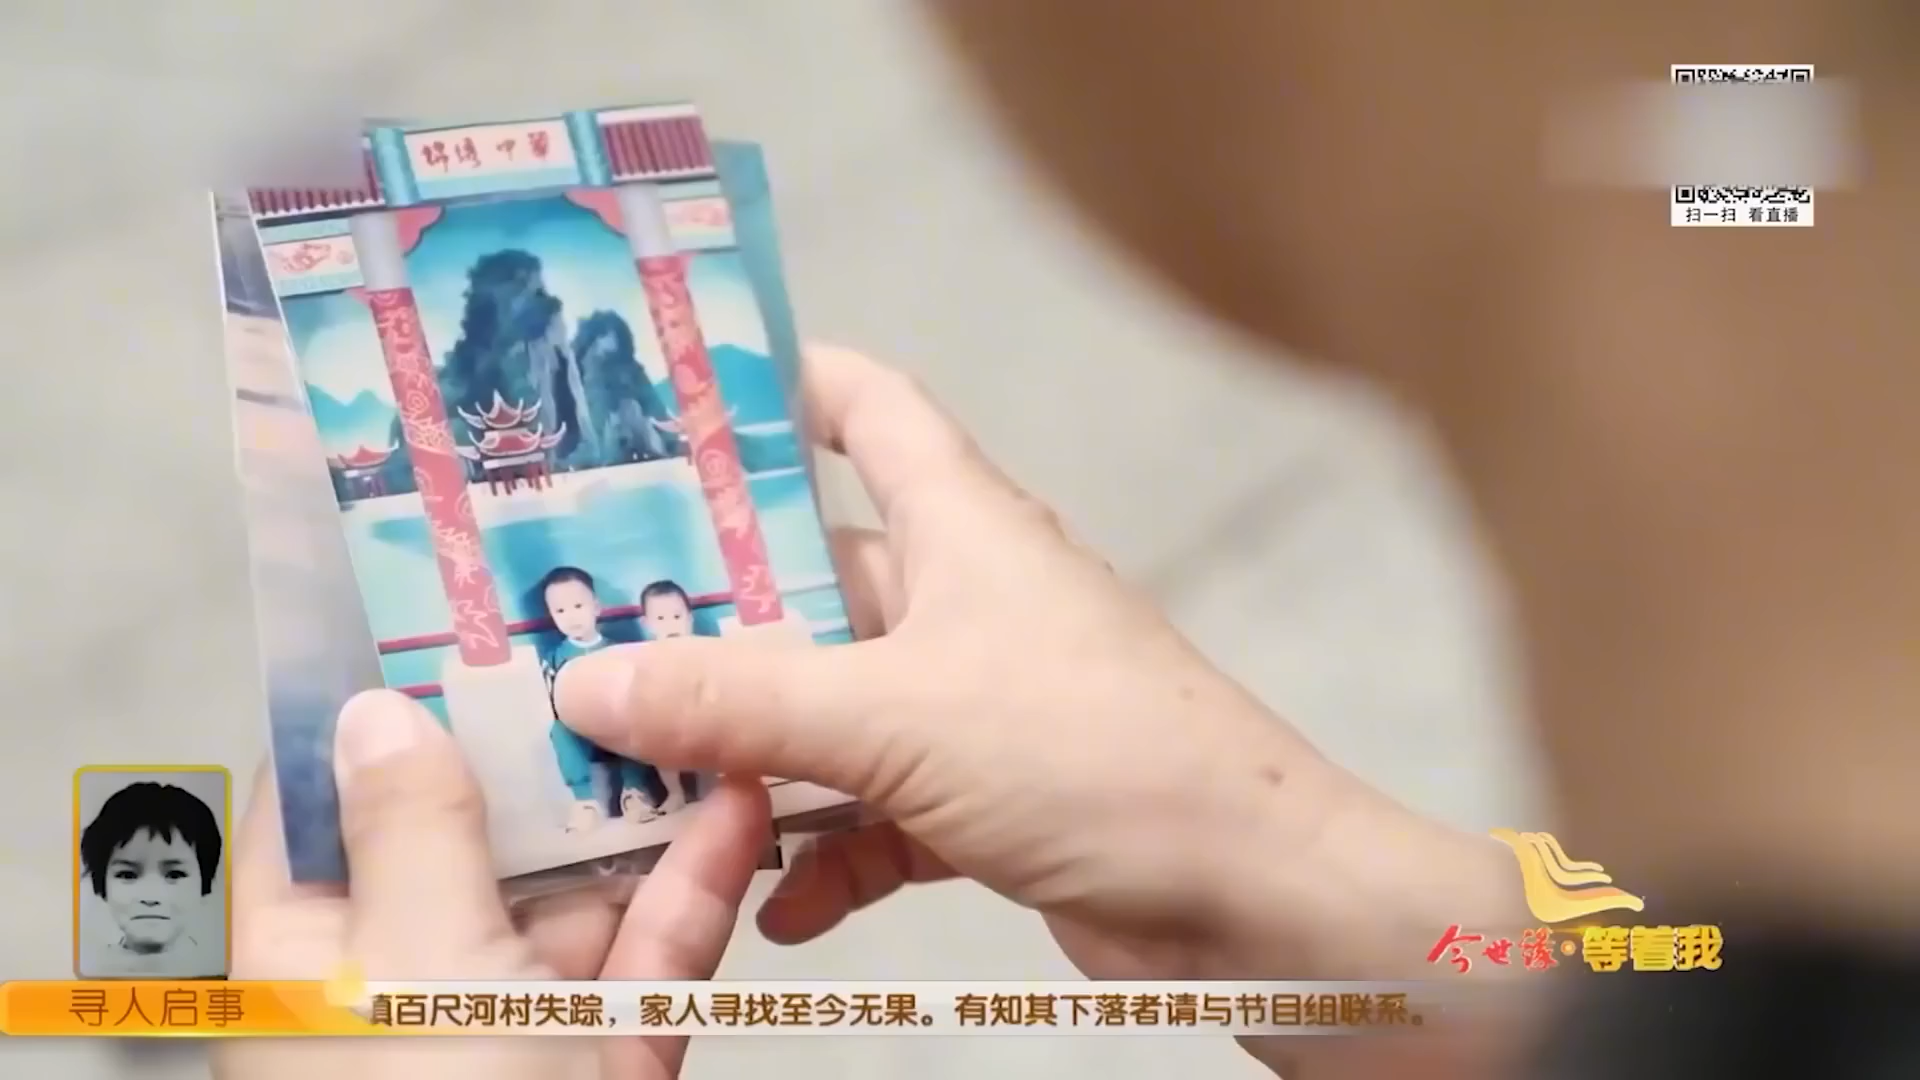 锦绣中华
扫一扫 看直播
今世缘·等着我
寻人启事
镇百尺河村失踪，家人寻找至今无果。有知其下落者请与节目组联系。